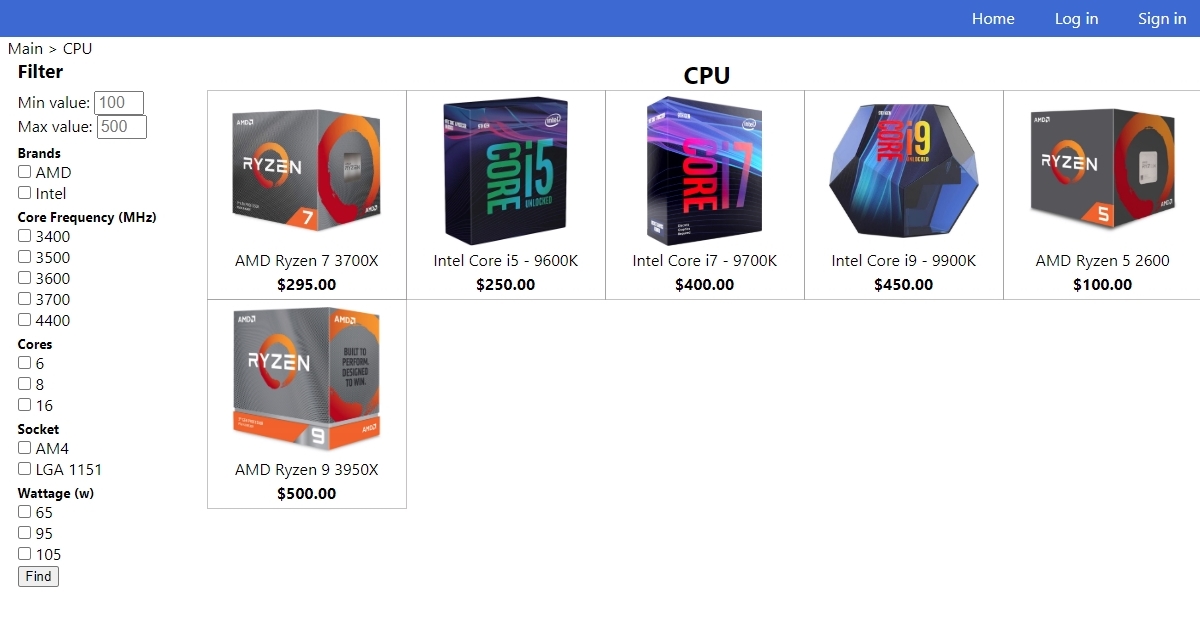 Home Log in Sign in
Main > CPU
Filter
Min value: 100
Max value: 500
Brands
AMD
Intel
Core Frequency (MHz)
3400
3500
3600
3700
4400
Cores
6
8
16
Socket
AM4
LGA 1151
Wattage (w)
65
95
105
Find
CPU
AMD
RYZEN
7
AMD
AMD Ryzen 7 3700X
$295.00
intel
CORE i5
UNLOCKED
Intel Core i5 - 9600K
$250.00
intel
CORE i7
Intel Core i7 - 9700K
$400.00
CORE i9
UNLOCKED
Intel Core i9 - 9900K
$450.00
AMD
RYZEN
5
AMD
AMD Ryzen 5 2600
$100.00
AMD
AMD
RYZEN
BUILT TO
PERFORM.
DESIGNED
TO WIN.
9
AMD
AMD Ryzen 9 3950X
$500.00